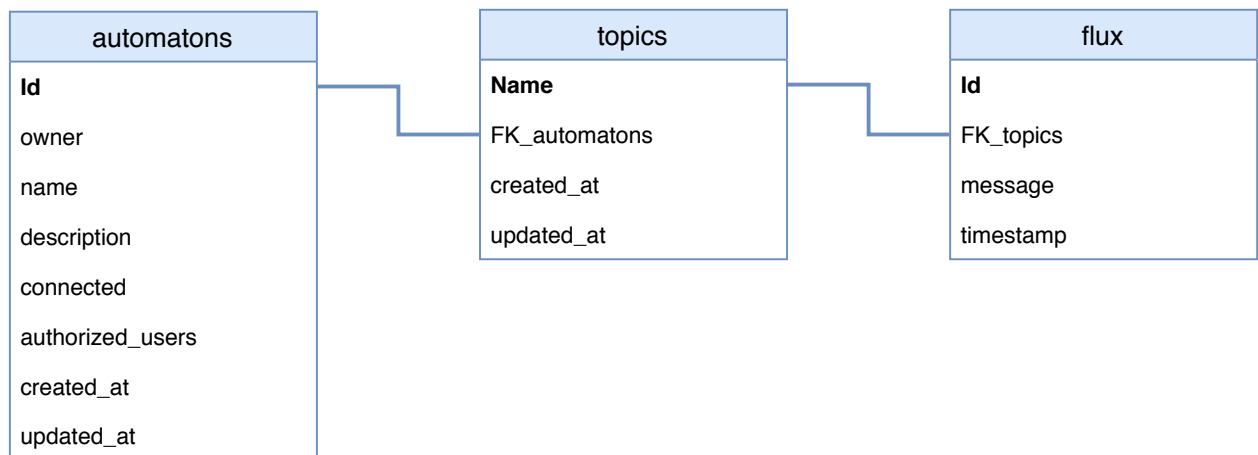 automatons
Id
owner
name
description
connected
authorized_users
created_at
updated_at
topics
Name
FK_automatons
created_at
updated_at
flux
Id
FK_topics
message
timestamp